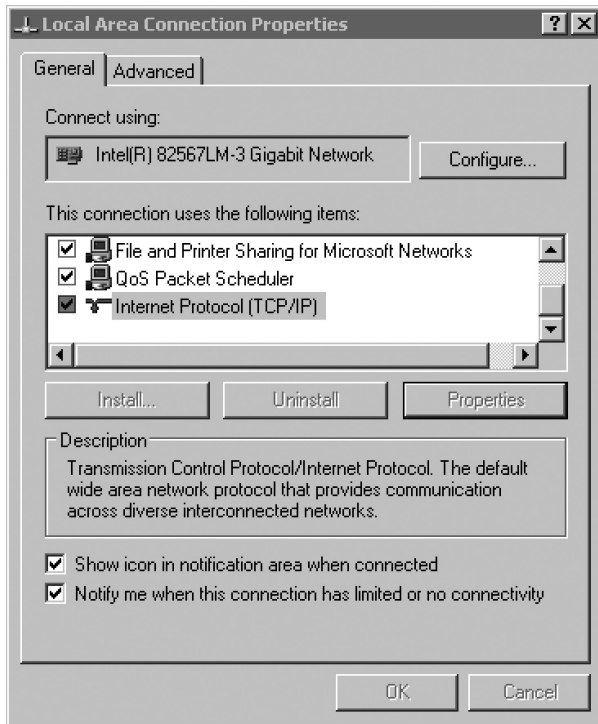 Local Area Connection Properties
General
Advanced
Connect using:
Intel(R) 82567LM-3 Gigabit Network
Configure...
This connection uses the following items:
File and Printer Sharing for Microsoft Networks
QoS Packet Scheduler
Internet Protocol (TCP/IP)
Install...
Uninstall
Properties
Description
Transmission Control Protocol/Internet Protocol. The default
wide area network protocol that provides communication
across diverse interconnected networks.
Show icon in notification area when connected
Notify me when this connection has limited or no connectivity
OK
Cancel